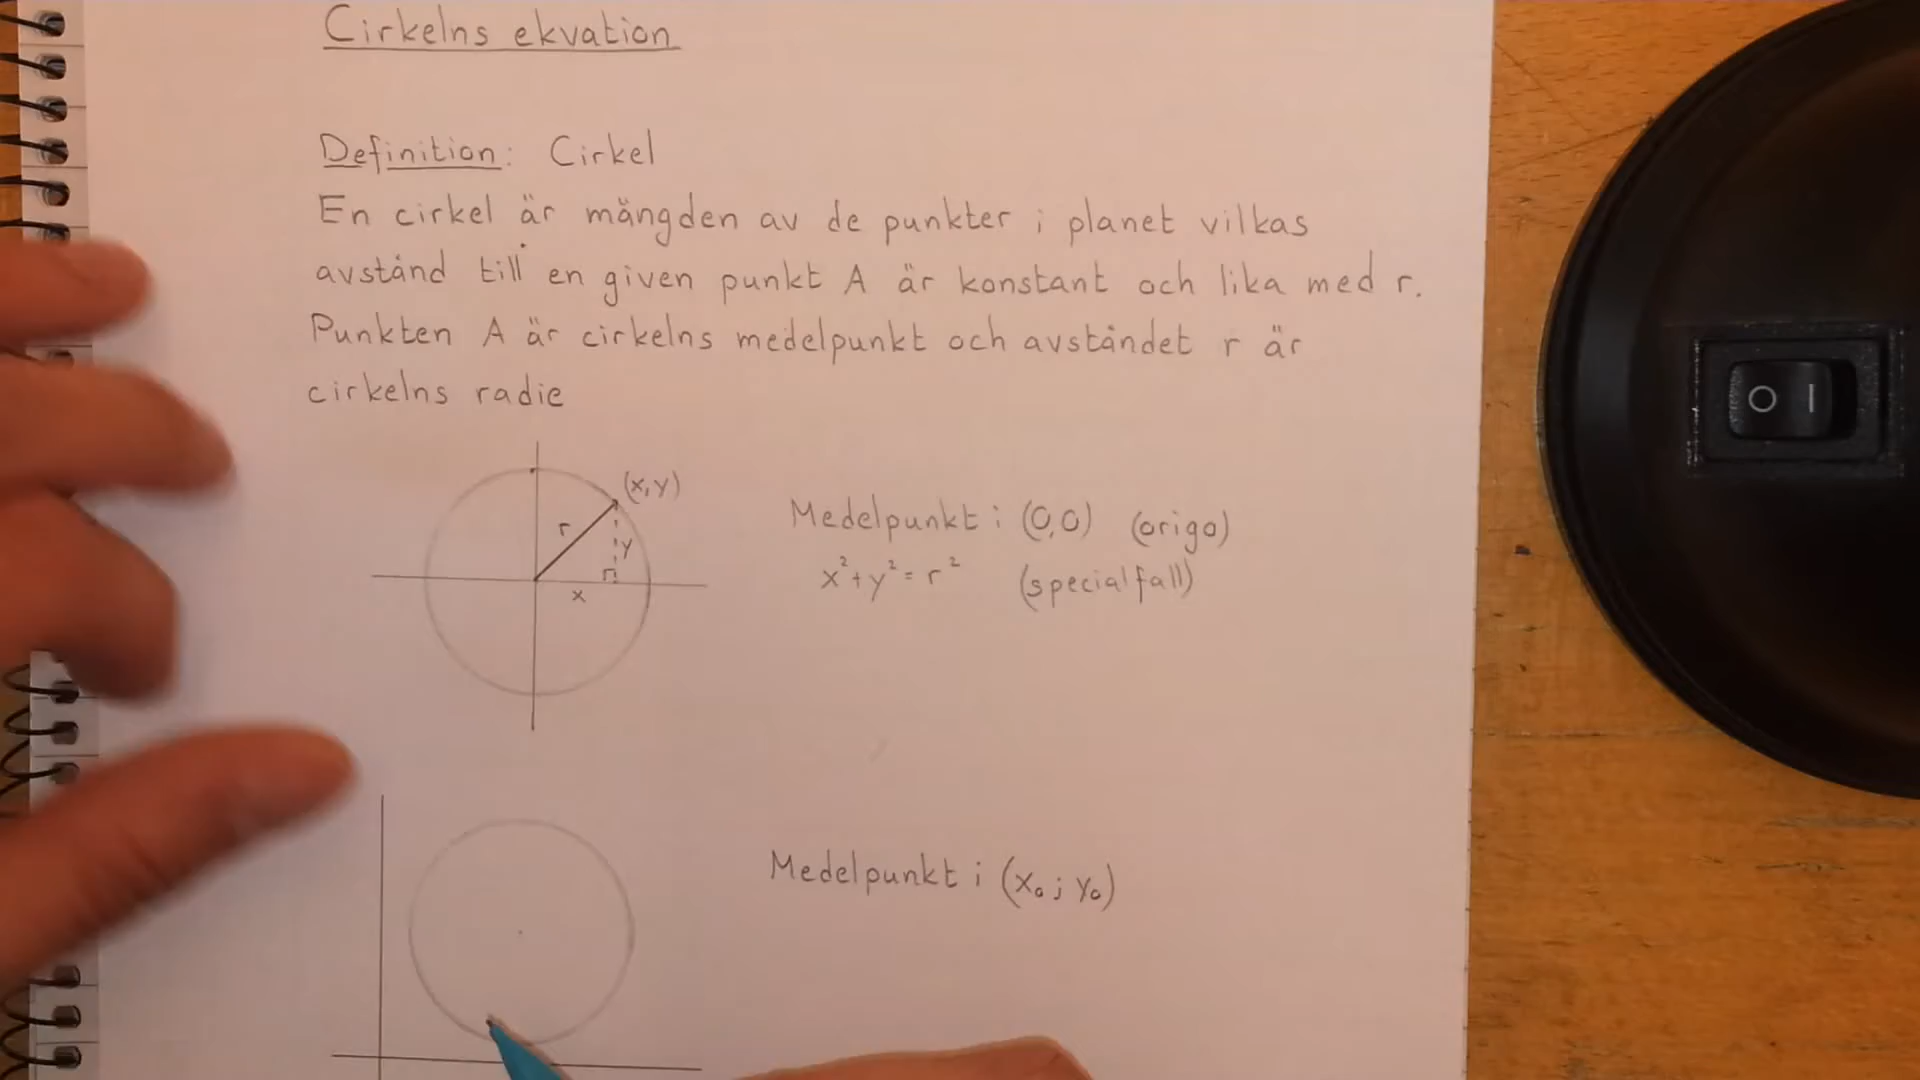 Cirkelns ekvation
Definition: Cirkel
En cirkel är mängden av de punkter i planet vilkas
avstånd till en given punkt A är konstant och lika med r.
Punkten A är cirkelns medelpunkt och avståndet r är
cirkelns radie
(x,y)
r
y
x
Medelpunkt i (0,0) (origo)
x²+y²=r² (specialfall)
Medelpunkt i (x₀; y₀)
O I